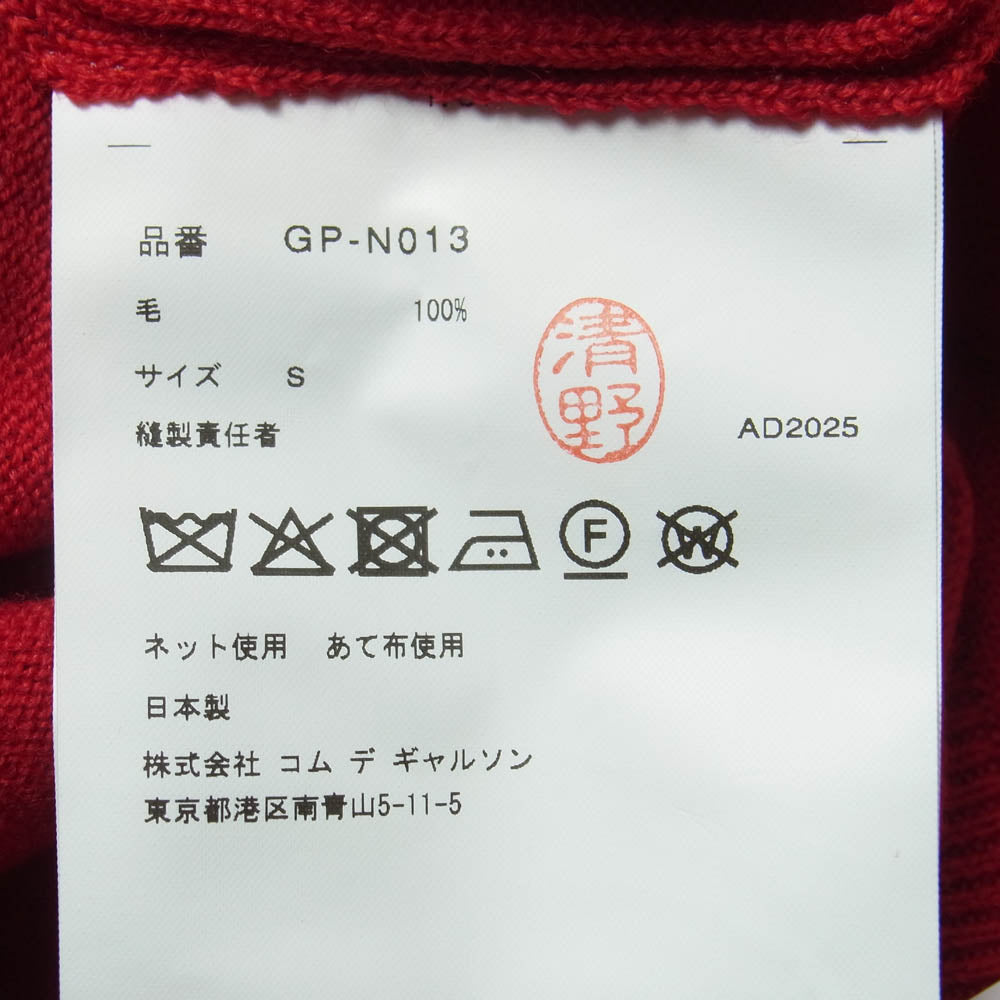 品番 GP-N013
毛 100%
サイズ S
清野
縫製責任者
AD2025
F W
ネット使用 あて布使用
日本製
株式会社 コム デ ギャルソン
東京都港区南青山5-11-5